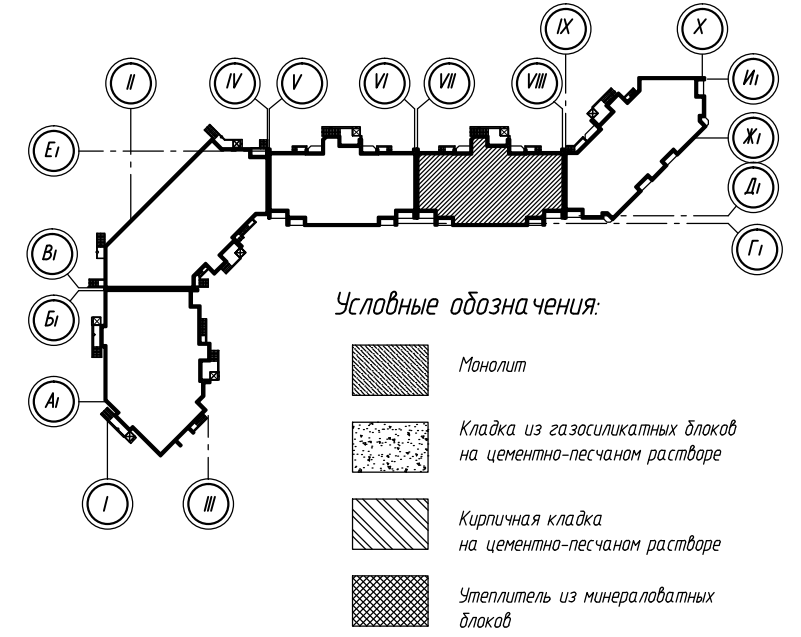 IX
X
II
IV
V
VI
VII
VIII
И1
Е1
Ж1
Д1
В1
Г1
Б1
А1
I
III
Условные обозначения:
Монолит
Кладка из газосиликатных блоков
на цементно-песчаном растворе
Кирпичная кладка
на цементно-песчаном растворе
Утеплитель из минераловатных
блоков